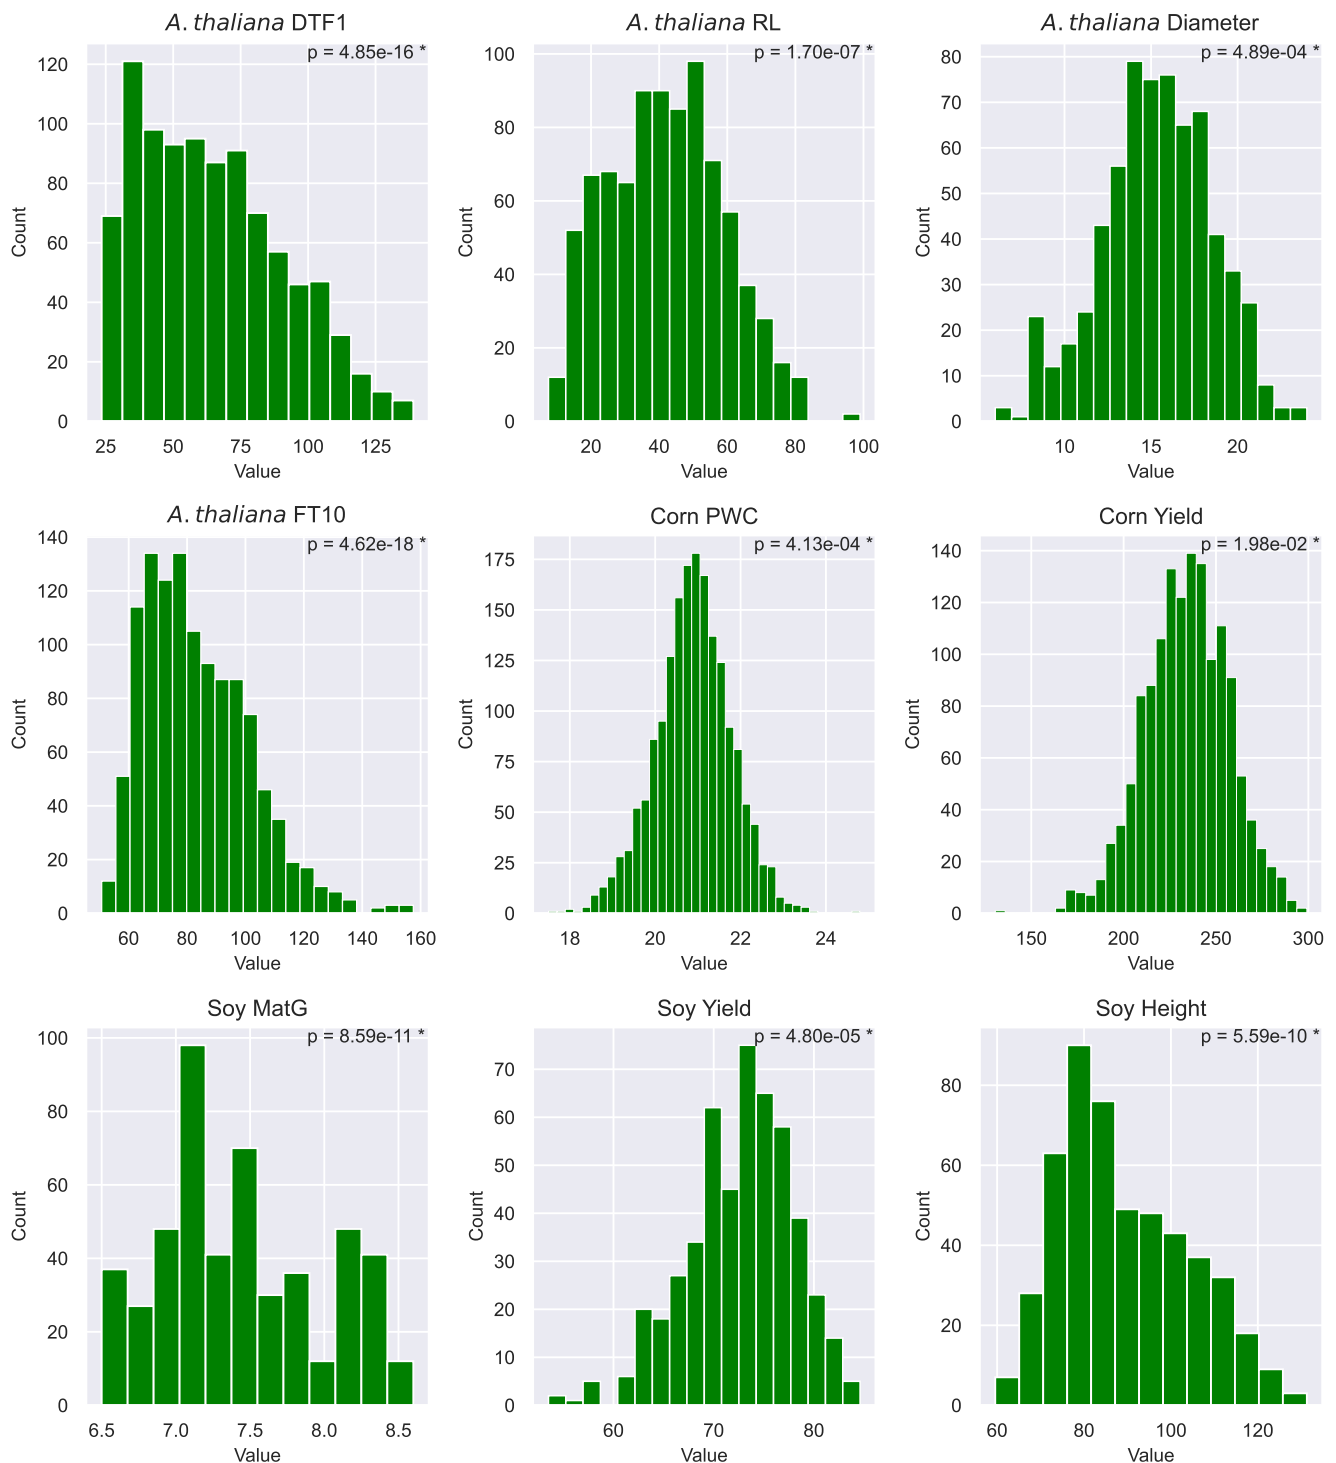 A. thaliana DTF1
p = 4.85e-16 *
Count
0
20
40
60
80
100
120
25 50 75 100 125
Value
A. thaliana RL
p = 1.70e-07 *
Count
0
20
40
60
80
100
20 40 60 80 100
Value
A. thaliana Diameter
p = 4.89e-04 *
Count
0
10
20
30
40
50
60
70
80
10 15 20
Value
A. thaliana FT10
p = 4.62e-18 *
Count
0
20
40
60
80
100
120
140
60 80 100 120 140 160
Value
Corn PWC
p = 4.13e-04 *
Count
0
25
50
75
100
125
150
175
18 20 22 24
Value
Corn Yield
p = 1.98e-02 *
Count
0
20
40
60
80
100
120
140
150 200 250 300
Value
Soy MatG
p = 8.59e-11 *
Count
0
20
40
60
80
100
6.5 7.0 7.5 8.0 8.5
Value
Soy Yield
p = 4.80e-05 *
Count
0
10
20
30
40
50
60
70
60 70 80
Value
Soy Height
p = 5.59e-10 *
Count
0
20
40
60
80
60 80 100 120
Value